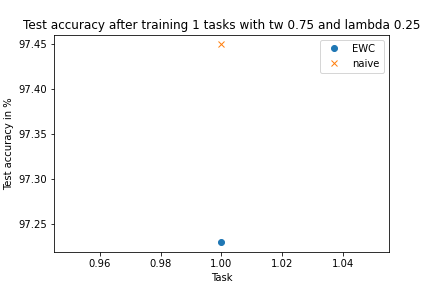 Test accuracy after training 1 tasks with tw 0.75 and lambda 0.25
97.45
97.40
97.35
97.30
97.25
Test accuracy in %
EWC
naive
0.96 0.98 1.00 1.02 1.04
Task